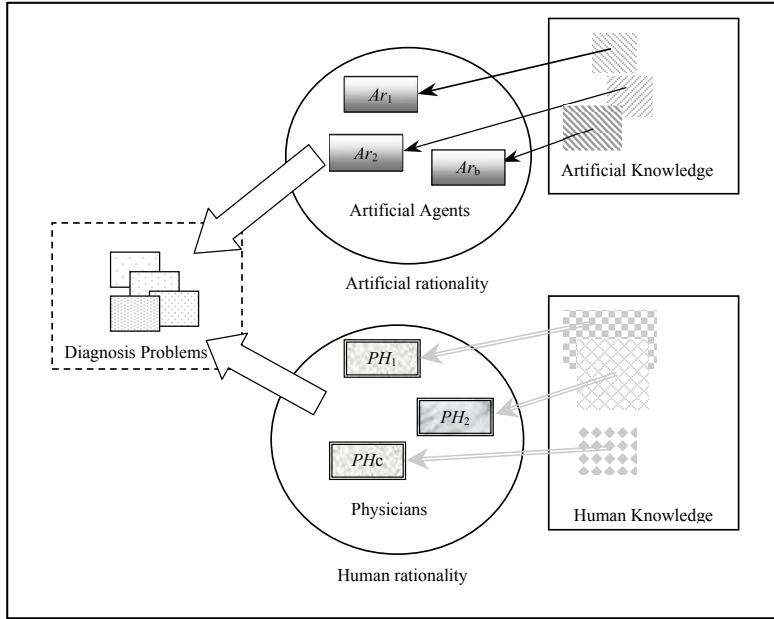 Ar1
Ar2
Arb
Artificial Agents
Artificial Knowledge
Artificial rationality
Diagnosis Problems
PH1
PH2
PHc
Physicians
Human Knowledge
Human rationality